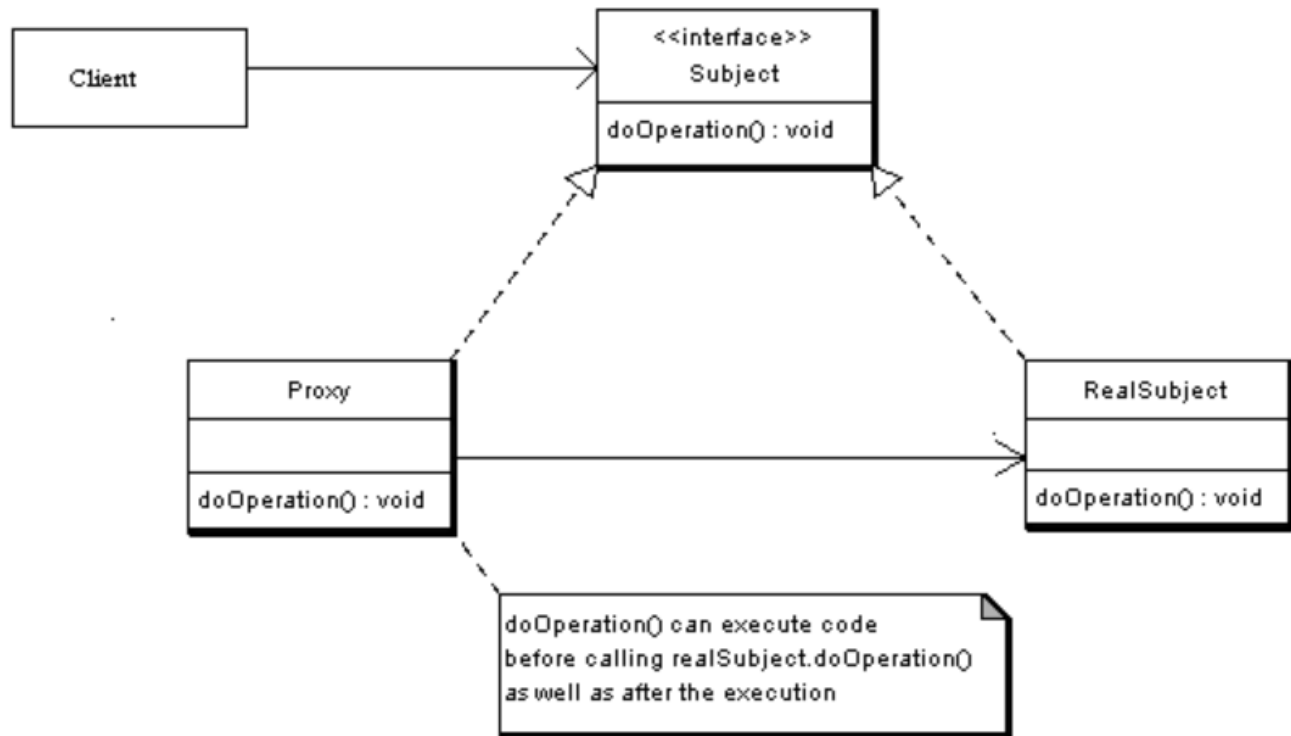 Client
<<interface>>
Subject
doOperation() : void
Proxy
doOperation() : void
RealSubject
doOperation() : void
doOperation() can execute code
before calling realSubject.doOperation()
as well as after the execution